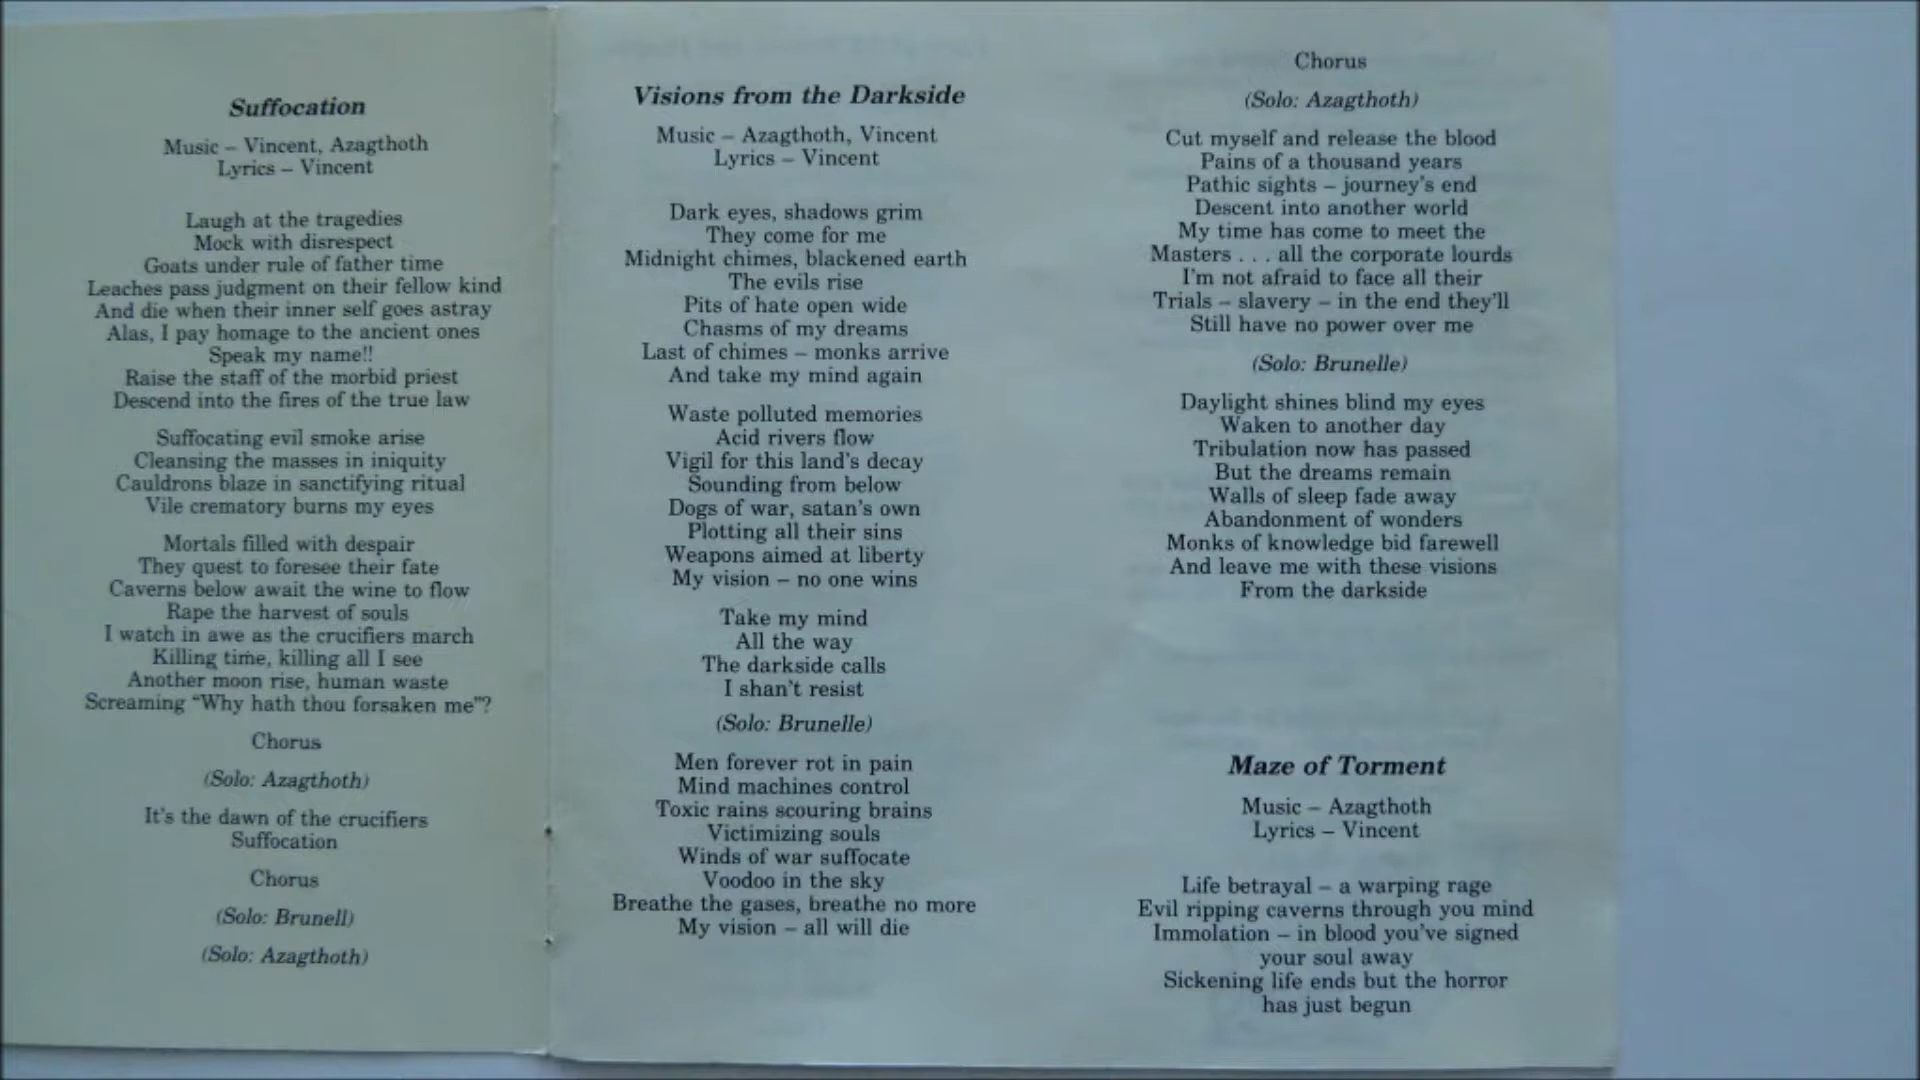 Suffocation
Music – Vincent, Azagthoth
Lyrics – Vincent
Laugh at the tragedies
Mock with disrespect
Goats under rule of father time
Leaches pass judgment on their fellow kind
And die when their inner self goes astray
Alas, I pay homage to the ancient ones
Speak my name!!
Raise the staff of the morbid priest
Descend into the fires of the true law
Suffocating evil smoke arise
Cleansing the masses in iniquity
Cauldrons blaze in sanctifying ritual
Vile crematory burns my eyes
Mortals filled with despair
They quest to foresee their fate
Caverns below await the wine to flow
Rape the harvest of souls
I watch in awe as the crucifiers march
Killing time, killing all I see
Another moon rise, human waste
Screaming “Why hath thou forsaken me”?
Chorus
(Solo: Azagthoth)
It's the dawn of the crucifiers
Suffocation
Chorus
(Solo: Brunell)
(Solo: Azagthoth)
Visions from the Darkside
Music – Azagthoth, Vincent
Lyrics – Vincent
Dark eyes, shadows grim
They come for me
Midnight chimes, blackened earth
The evils rise
Pits of hate open wide
Chasms of my dreams
Last of chimes – monks arrive
And take my mind again
Waste polluted memories
Acid rivers flow
Vigil for this land's decay
Sounding from below
Dogs of war, satan's own
Plotting all their sins
Weapons aimed at liberty
My vision – no one wins
Take my mind
All the way
The darkside calls
I shan't resist
(Solo: Brunelle)
Men forever rot in pain
Mind machines control
Toxic rains scouring brains
Victimizing souls
Winds of war suffocate
Voodoo in the sky
Breathe the gases, breathe no more
My vision – all will die
Chorus
(Solo: Azagthoth)
Cut myself and release the blood
Pains of a thousand years
Pathic sights – journey's end
Descent into another world
My time has come to meet the
Masters . . . all the corporate lourds
I'm not afraid to face all their
Trials – slavery – in the end they'll
Still have no power over me
(Solo: Brunelle)
Daylight shines blind my eyes
Waken to another day
Tribulation now has passed
But the dreams remain
Walls of sleep fade away
Abandonment of wonders
Monks of knowledge bid farewell
And leave me with these visions
From the darkside
Maze of Torment
Music – Azagthoth
Lyrics – Vincent
Life betrayal – a warping rage
Evil ripping caverns through you mind
Immolation – in blood you've signed
your soul away
Sickening life ends but the horror
has just begun